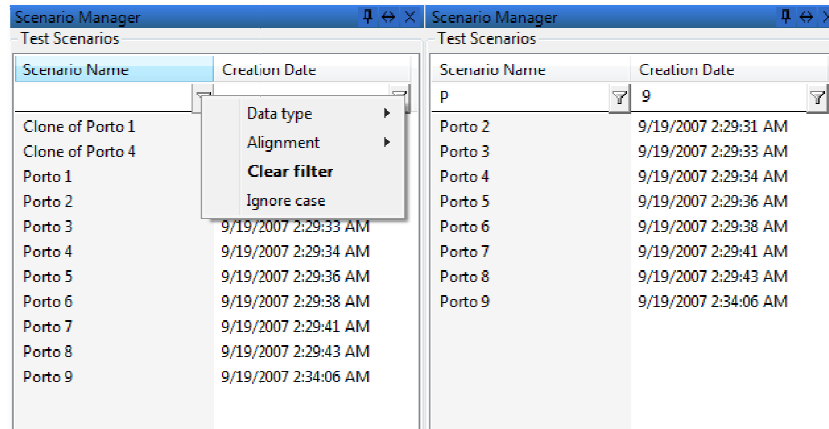 Scenario Manager
Test Scenarios
Scenario Name Creation Date
Data type
Alignment
Clear filter
Ignore case
Clone of Porto 1
Clone of Porto 4
Porto 1
Porto 2
Porto 3 9/19/2007 2:29:33 AM
Porto 4 9/19/2007 2:29:34 AM
Porto 5 9/19/2007 2:29:36 AM
Porto 6 9/19/2007 2:29:38 AM
Porto 7 9/19/2007 2:29:41 AM
Porto 8 9/19/2007 2:29:43 AM
Porto 9 9/19/2007 2:34:06 AM
Scenario Manager
Test Scenarios
Scenario Name Creation Date
P 9
Porto 2 9/19/2007 2:29:31 AM
Porto 3 9/19/2007 2:29:33 AM
Porto 4 9/19/2007 2:29:34 AM
Porto 5 9/19/2007 2:29:36 AM
Porto 6 9/19/2007 2:29:38 AM
Porto 7 9/19/2007 2:29:41 AM
Porto 8 9/19/2007 2:29:43 AM
Porto 9 9/19/2007 2:34:06 AM